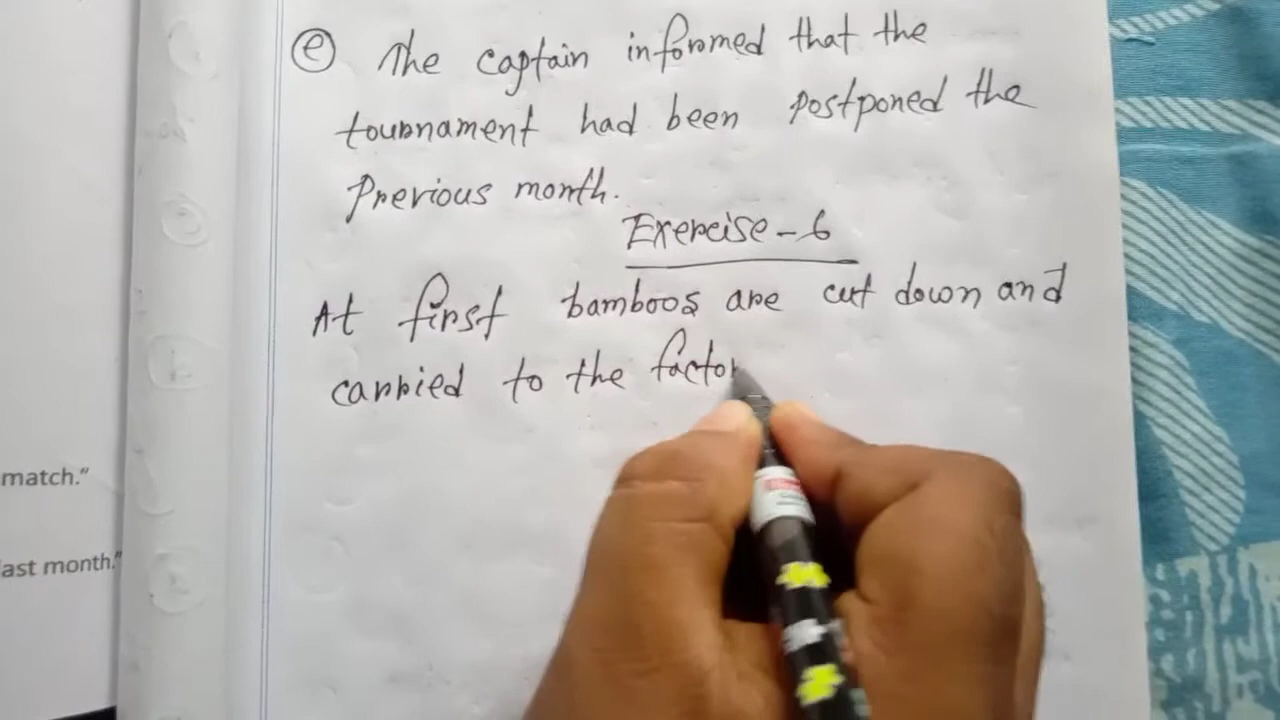 match."
last month."
ⓔ The captain informed that the
tournament had been postponed the
Previous month.
Exercise - 6
At first bamboos are cut down and
carried to the factor